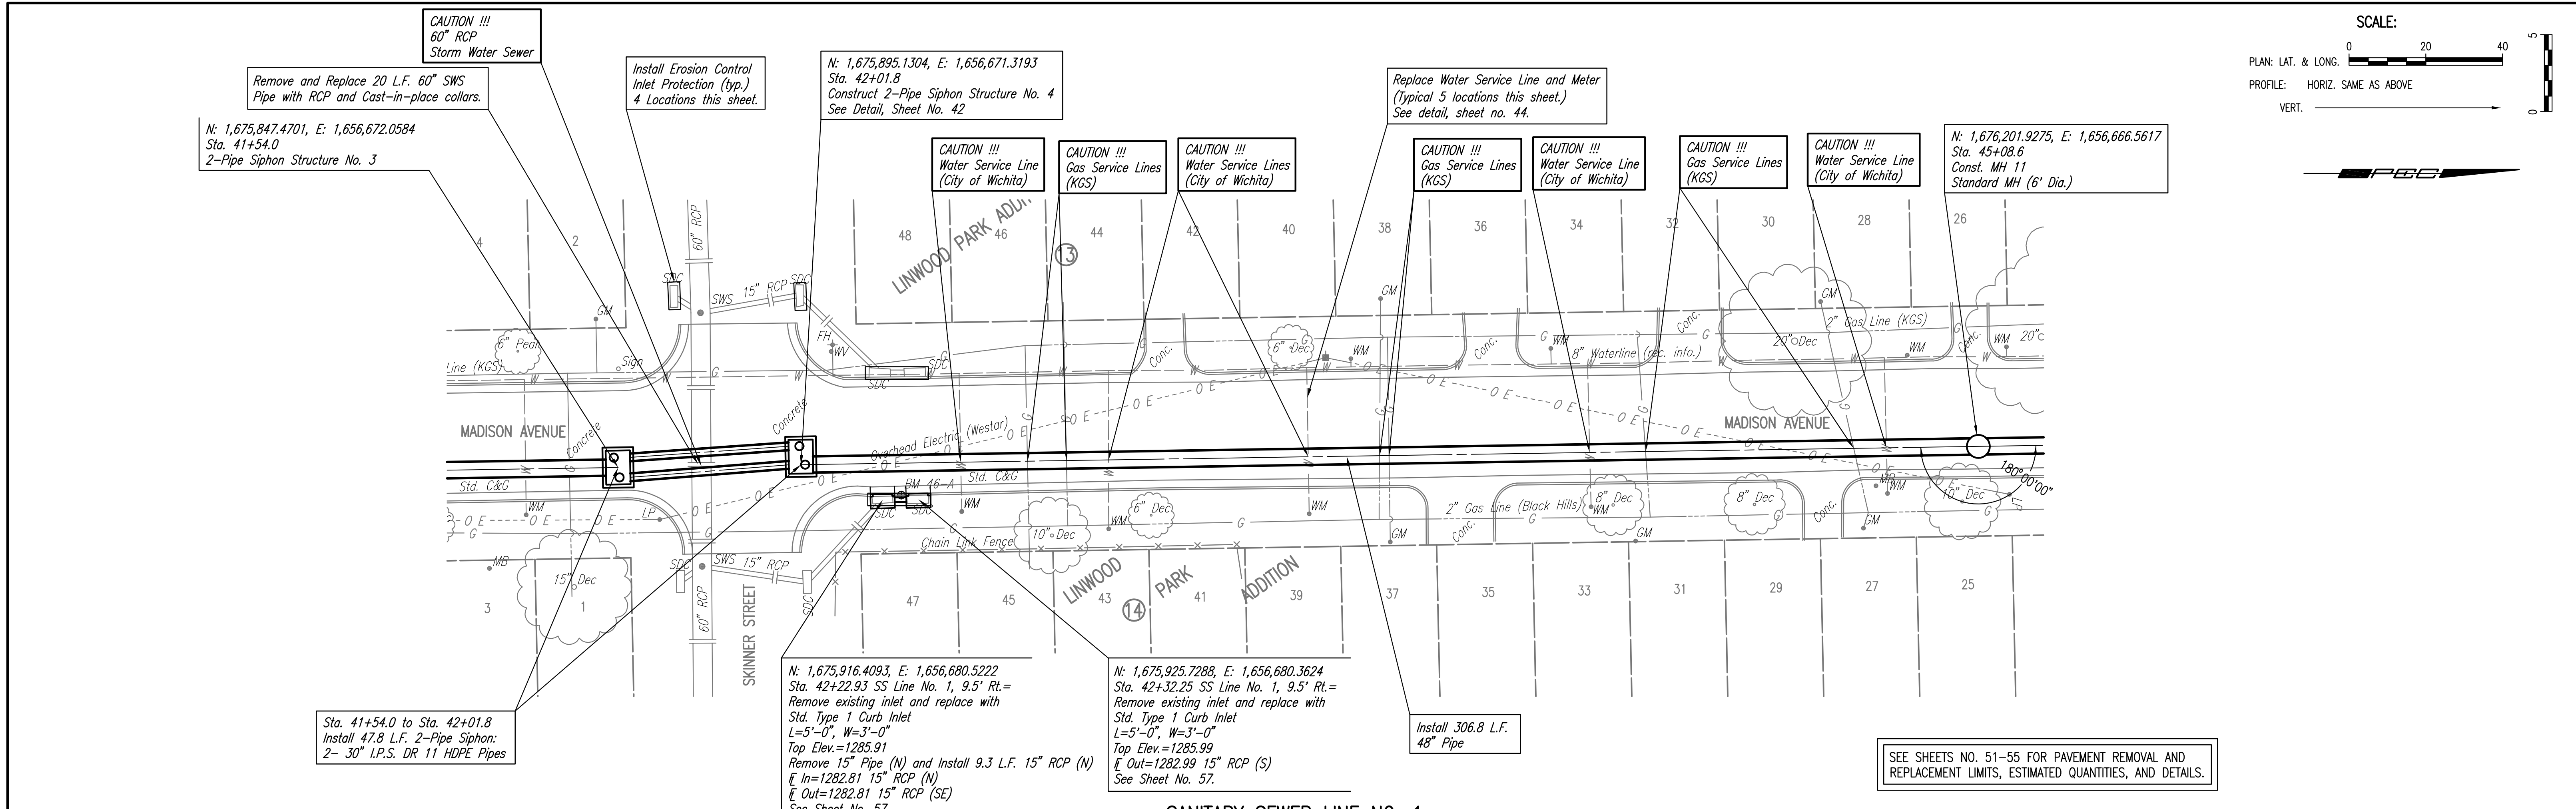 CAUTION !!!
60" RCP
Storm Water Sewer
Remove and Replace 20 L.F. 60" SWS
Pipe with RCP and Cast-in-place collars.
N: 1,675,847.4701, E: 1,656,672.0584
Sta. 41+54.0
2-Pipe Siphon Structure No. 3
Install Erosion Control
Inlet Protection (typ.)
4 Locations this sheet.
N: 1,675,895.1304, E: 1,656,671.3193
Sta. 42+01.8
Construct 2-Pipe Siphon Structure No. 4
See Detail, Sheet No. 42
CAUTION !!!
Water Service Line
(City of Wichita)
CAUTION !!!
Gas Service Lines
(KGS)
CAUTION !!!
Water Service Lines
(City of Wichita)
Replace Water Service Line and Meter
(Typical 5 locations this sheet.)
See detail, sheet no. 44.
CAUTION !!!
Gas Service Lines
(KGS)
CAUTION !!!
Water Service Line
(City of Wichita)
CAUTION !!!
Gas Service Lines
(KGS)
CAUTION !!!
Water Service Line
(City of Wichita)
N: 1,676,201.9275, E: 1,656,666.5617
Sta. 45+08.6
Const. MH 11
Standard MH (6' Dia.)
SCALE:
0 20 40
PLAN: LAT. & LONG.
PROFILE: HORIZ. SAME AS ABOVE
VERT.
5
0
PEC
4
2
60" RCP
48
46
44
42
40
38
36
34
32
30
28
26
LINWOOD PARK ADDI
13
SDC
SWS 15" RCP
SDC
GM
FH
WV
6" Pear
Sign
Line (KGS)
SDC
SDC
Conc.
6" Dec
WM
GM
Conc.
WM
8" Waterline (rec. info.)
Conc.
20" Dec
GM
2" Gas Line (KGS)
WM
Conc.
WM
20"
MADISON AVENUE
Concrete
Concrete
Overhead Electric (Westar)
MADISON AVENUE
Std. C&G
Std. C&G
BM 46-A
SDC
SDC
WM
LP
WM
WM
6" Dec
WM
2" Gas Line (Black Hills)
8" Dec
WM
8" Dec
MB
WM
10" Dec
180°00'00"
Chain Link Fence
10" Dec
GM
Conc.
GM
Conc.
GM
MB
15" Dec
SDC
SWS 15" RCP
SDC
60" RCP
SKINNER STREET
LINWOOD PARK ADDITION
14
3
1
47
45
43
41
39
37
35
33
31
29
27
25
Sta. 41+54.0 to Sta. 42+01.8
Install 47.8 L.F. 2-Pipe Siphon:
2- 30" I.P.S. DR 11 HDPE Pipes
N: 1,675,916.4093, E: 1,656,680.5222
Sta. 42+22.93 SS Line No. 1, 9.5' Rt.=
Remove existing inlet and replace with
Std. Type 1 Curb Inlet
L=5'-0", W=3'-0"
Top Elev.=1285.91
Remove 15" Pipe (N) and Install 9.3 L.F. 15" RCP (N)
In=1282.81 15" RCP (N)
Out=1282.81 15" RCP (SE)
See Sheet No. 57
N: 1,675,925.7288, E: 1,656,680.3624
Sta. 42+32.25 SS Line No. 1, 9.5' Rt.=
Remove existing inlet and replace with
Std. Type 1 Curb Inlet
L=5'-0", W=3'-0"
Top Elev.=1285.99
Out=1282.99 15" RCP (S)
See Sheet No. 57.
Install 306.8 L.F.
48" Pipe
SEE SHEETS NO. 51-55 FOR PAVEMENT REMOVAL AND
REPLACEMENT LIMITS, ESTIMATED QUANTITIES, AND DETAILS.
SANITARY SEWER LINE NO. 1